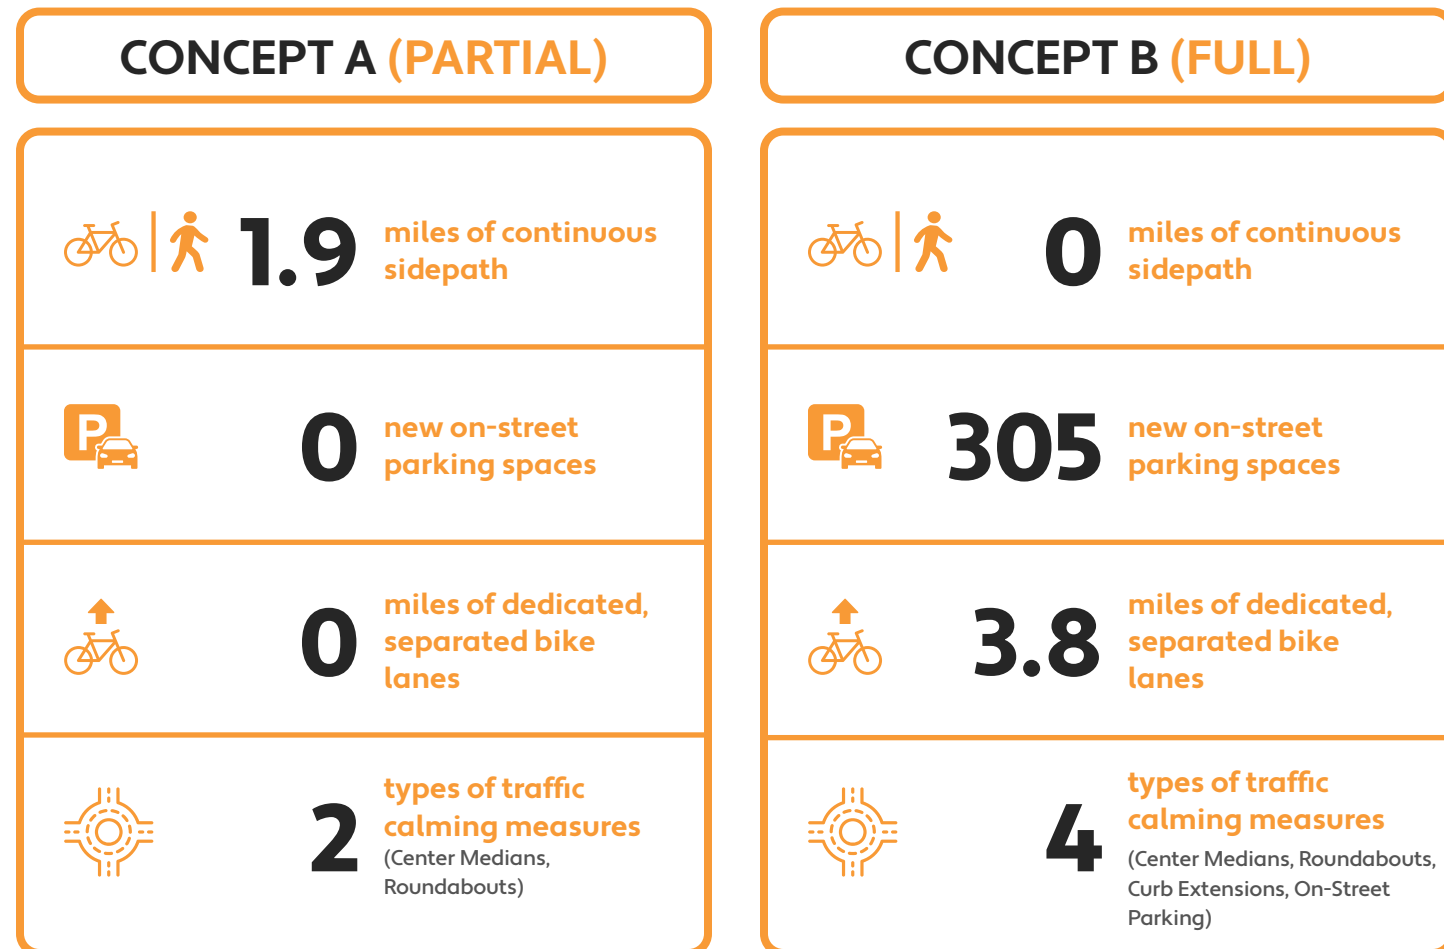 CONCEPT A (PARTIAL)
1.9
miles of continuous
sidepath
P
0
new on-street
parking spaces
0
miles of dedicated,
separated bike
lanes
2
types of traffic
calming measures
(Center Medians,
Roundabouts)
CONCEPT B (FULL)
0
miles of continuous
sidepath
P
305
new on-street
parking spaces
3.8
miles of dedicated,
separated bike
lanes
4
types of traffic
calming measures
(Center Medians, Roundabouts,
Curb Extensions, On-Street
Parking)